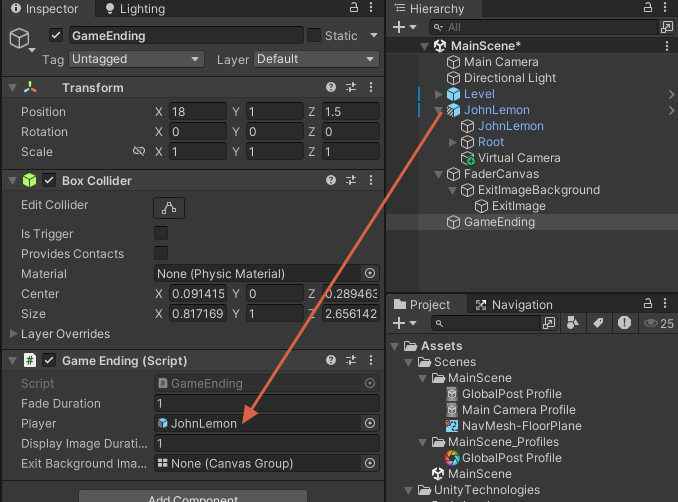 Inspector
Lighting
GameEnding
Static
Tag Untagged Layer Default
Transform
Position X 18 Y 1 Z 1.5
Rotation X 0 Y 0 Z 0
Scale X 1 Y 1 Z 1
Box Collider
Edit Collider
Is Trigger
Provides Contacts
Material None (Physic Material)
Center X 0.091415 Y 0 Z 0.289463
Size X 0.817169 Y 1 Z 2.656142
Layer Overrides
# Game Ending (Script)
Script # GameEnding
Fade Duration 1
Player JohnLemon
Display Image Durati... 1
Exit Background Ima... None (Canvas Group)
Add Component
Hierarchy
+ All
MainScene*
Main Camera
Directional Light
Level
JohnLemon
JohnLemon
Root
Virtual Camera
FaderCanvas
ExitImageBackground
ExitImage
GameEnding
Project
Navigation
+ 25
Assets
Scenes
MainScene
GlobalPost Profile
Main Camera Profile
NavMesh-FloorPlane
MainScene_Profiles
GlobalPost Profile
MainScene
UnityTechnologies